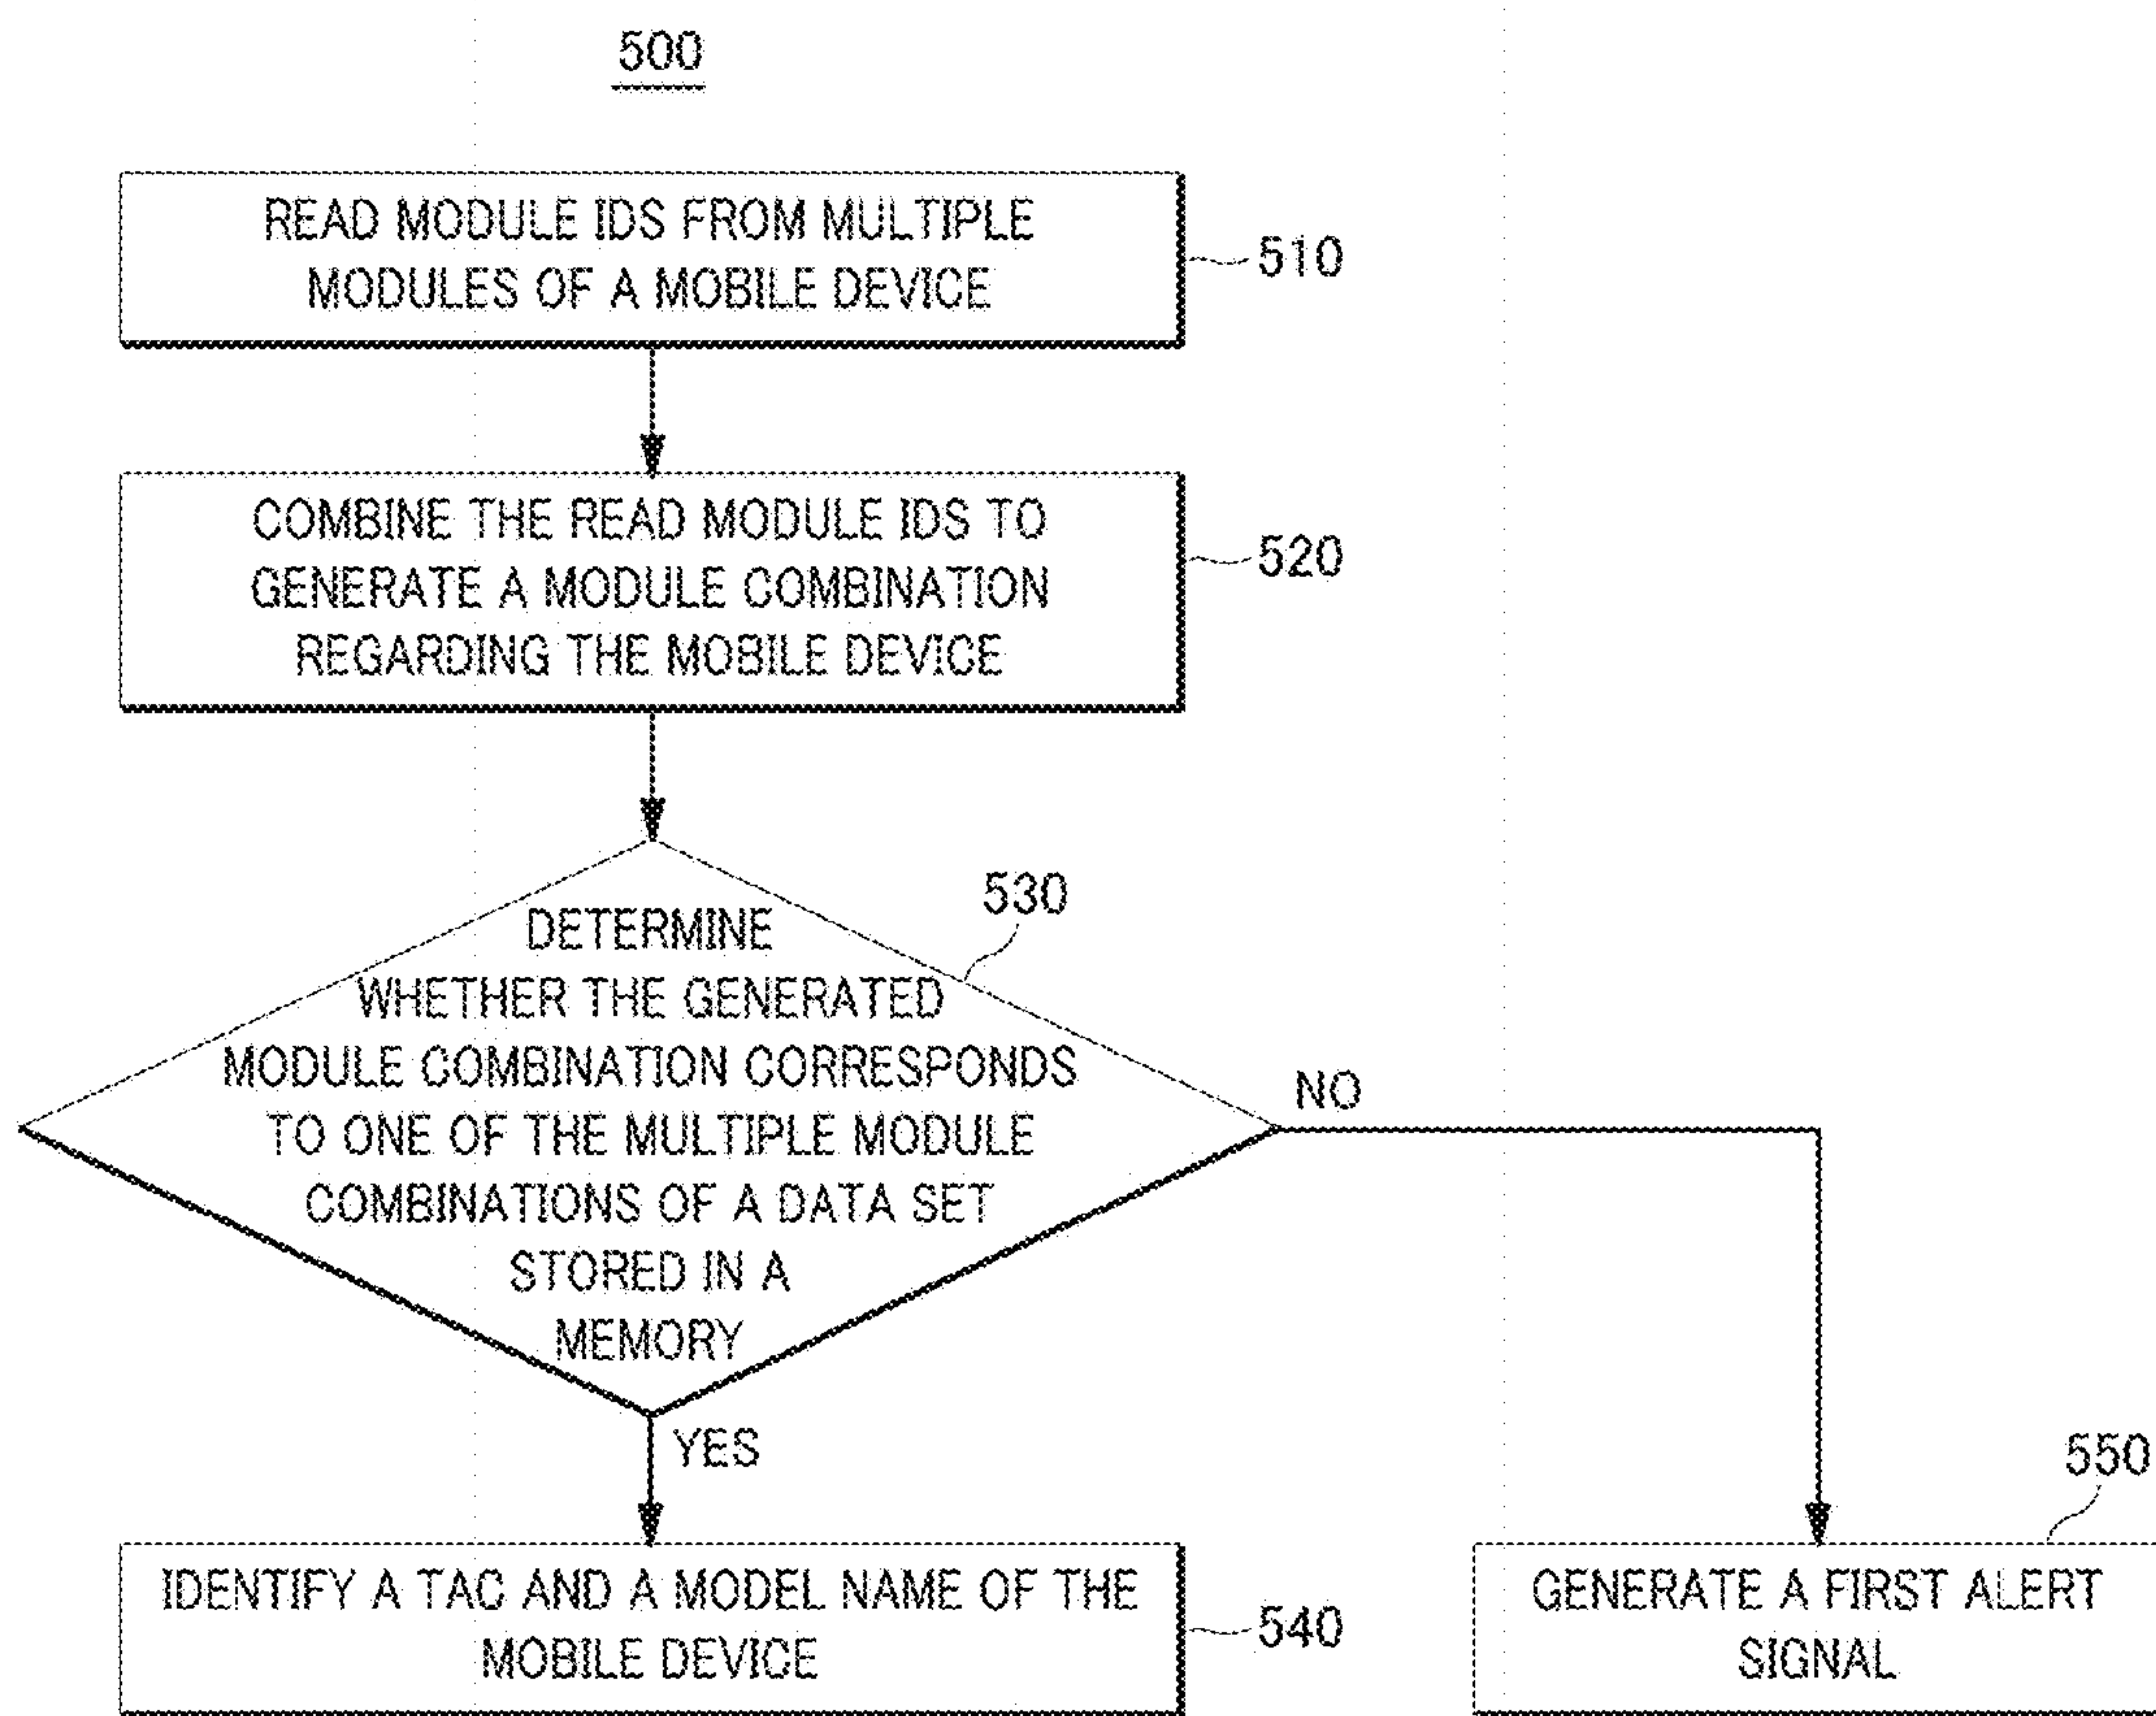 500
READ MODULE IDS FROM MULTIPLE
MODULES OF A MOBILE DEVICE
510
COMBINE THE READ MODULE IDS TO
GENERATE A MODULE COMBINATION
REGARDING THE MOBILE DEVICE
520
530
DETERMINE
WHETHER THE GENERATED
MODULE COMBINATION CORRESPONDS
TO ONE OF THE MULTIPLE MODULE
COMBINATIONS OF A DATA SET
STORED IN A
MEMORY
NO
YES
IDENTIFY A TAC AND A MODEL NAME OF THE
MOBILE DEVICE
540
550
GENERATE A FIRST ALERT
SIGNAL